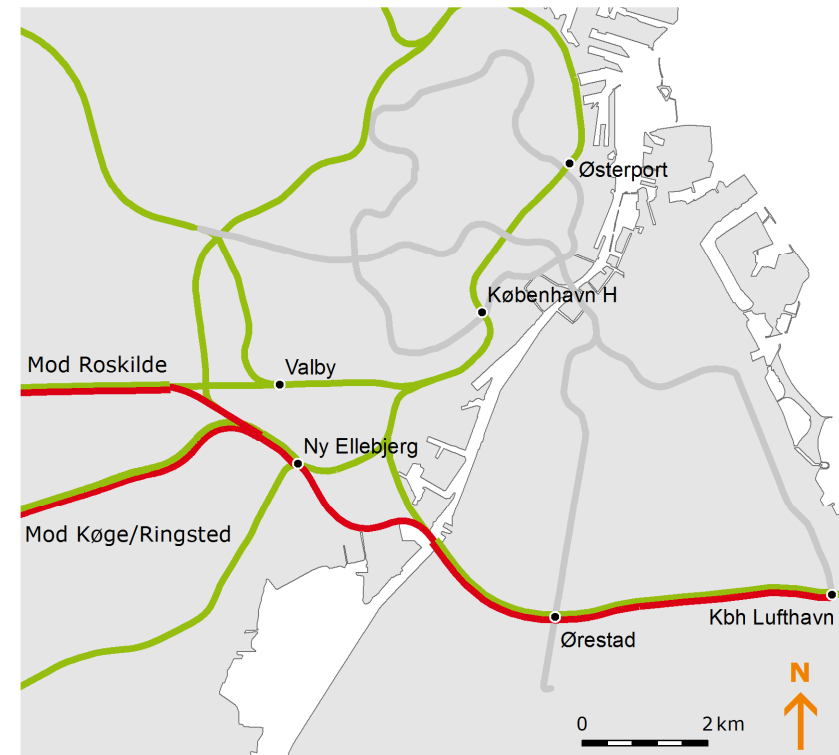 Østerport
København H
Mod Roskilde
Valby
Ny Ellebjerg
Mod Køge/Ringsted
Kbh Lufthavn
Ørestad
N
0 2 km